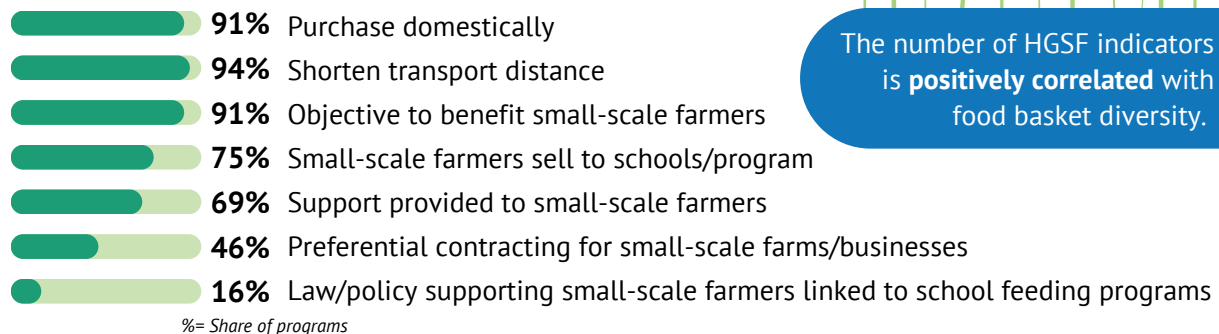 91% Purchase domestically
94% Shorten transport distance
91% Objective to benefit small-scale farmers
75% Small-scale farmers sell to schools/program
69% Support provided to small-scale farmers
46% Preferential contracting for small-scale farms/businesses
16% Law/policy supporting small-scale farmers linked to school feeding programs
%= Share of programs
The number of HGSF indicators
is positively correlated with
food basket diversity.